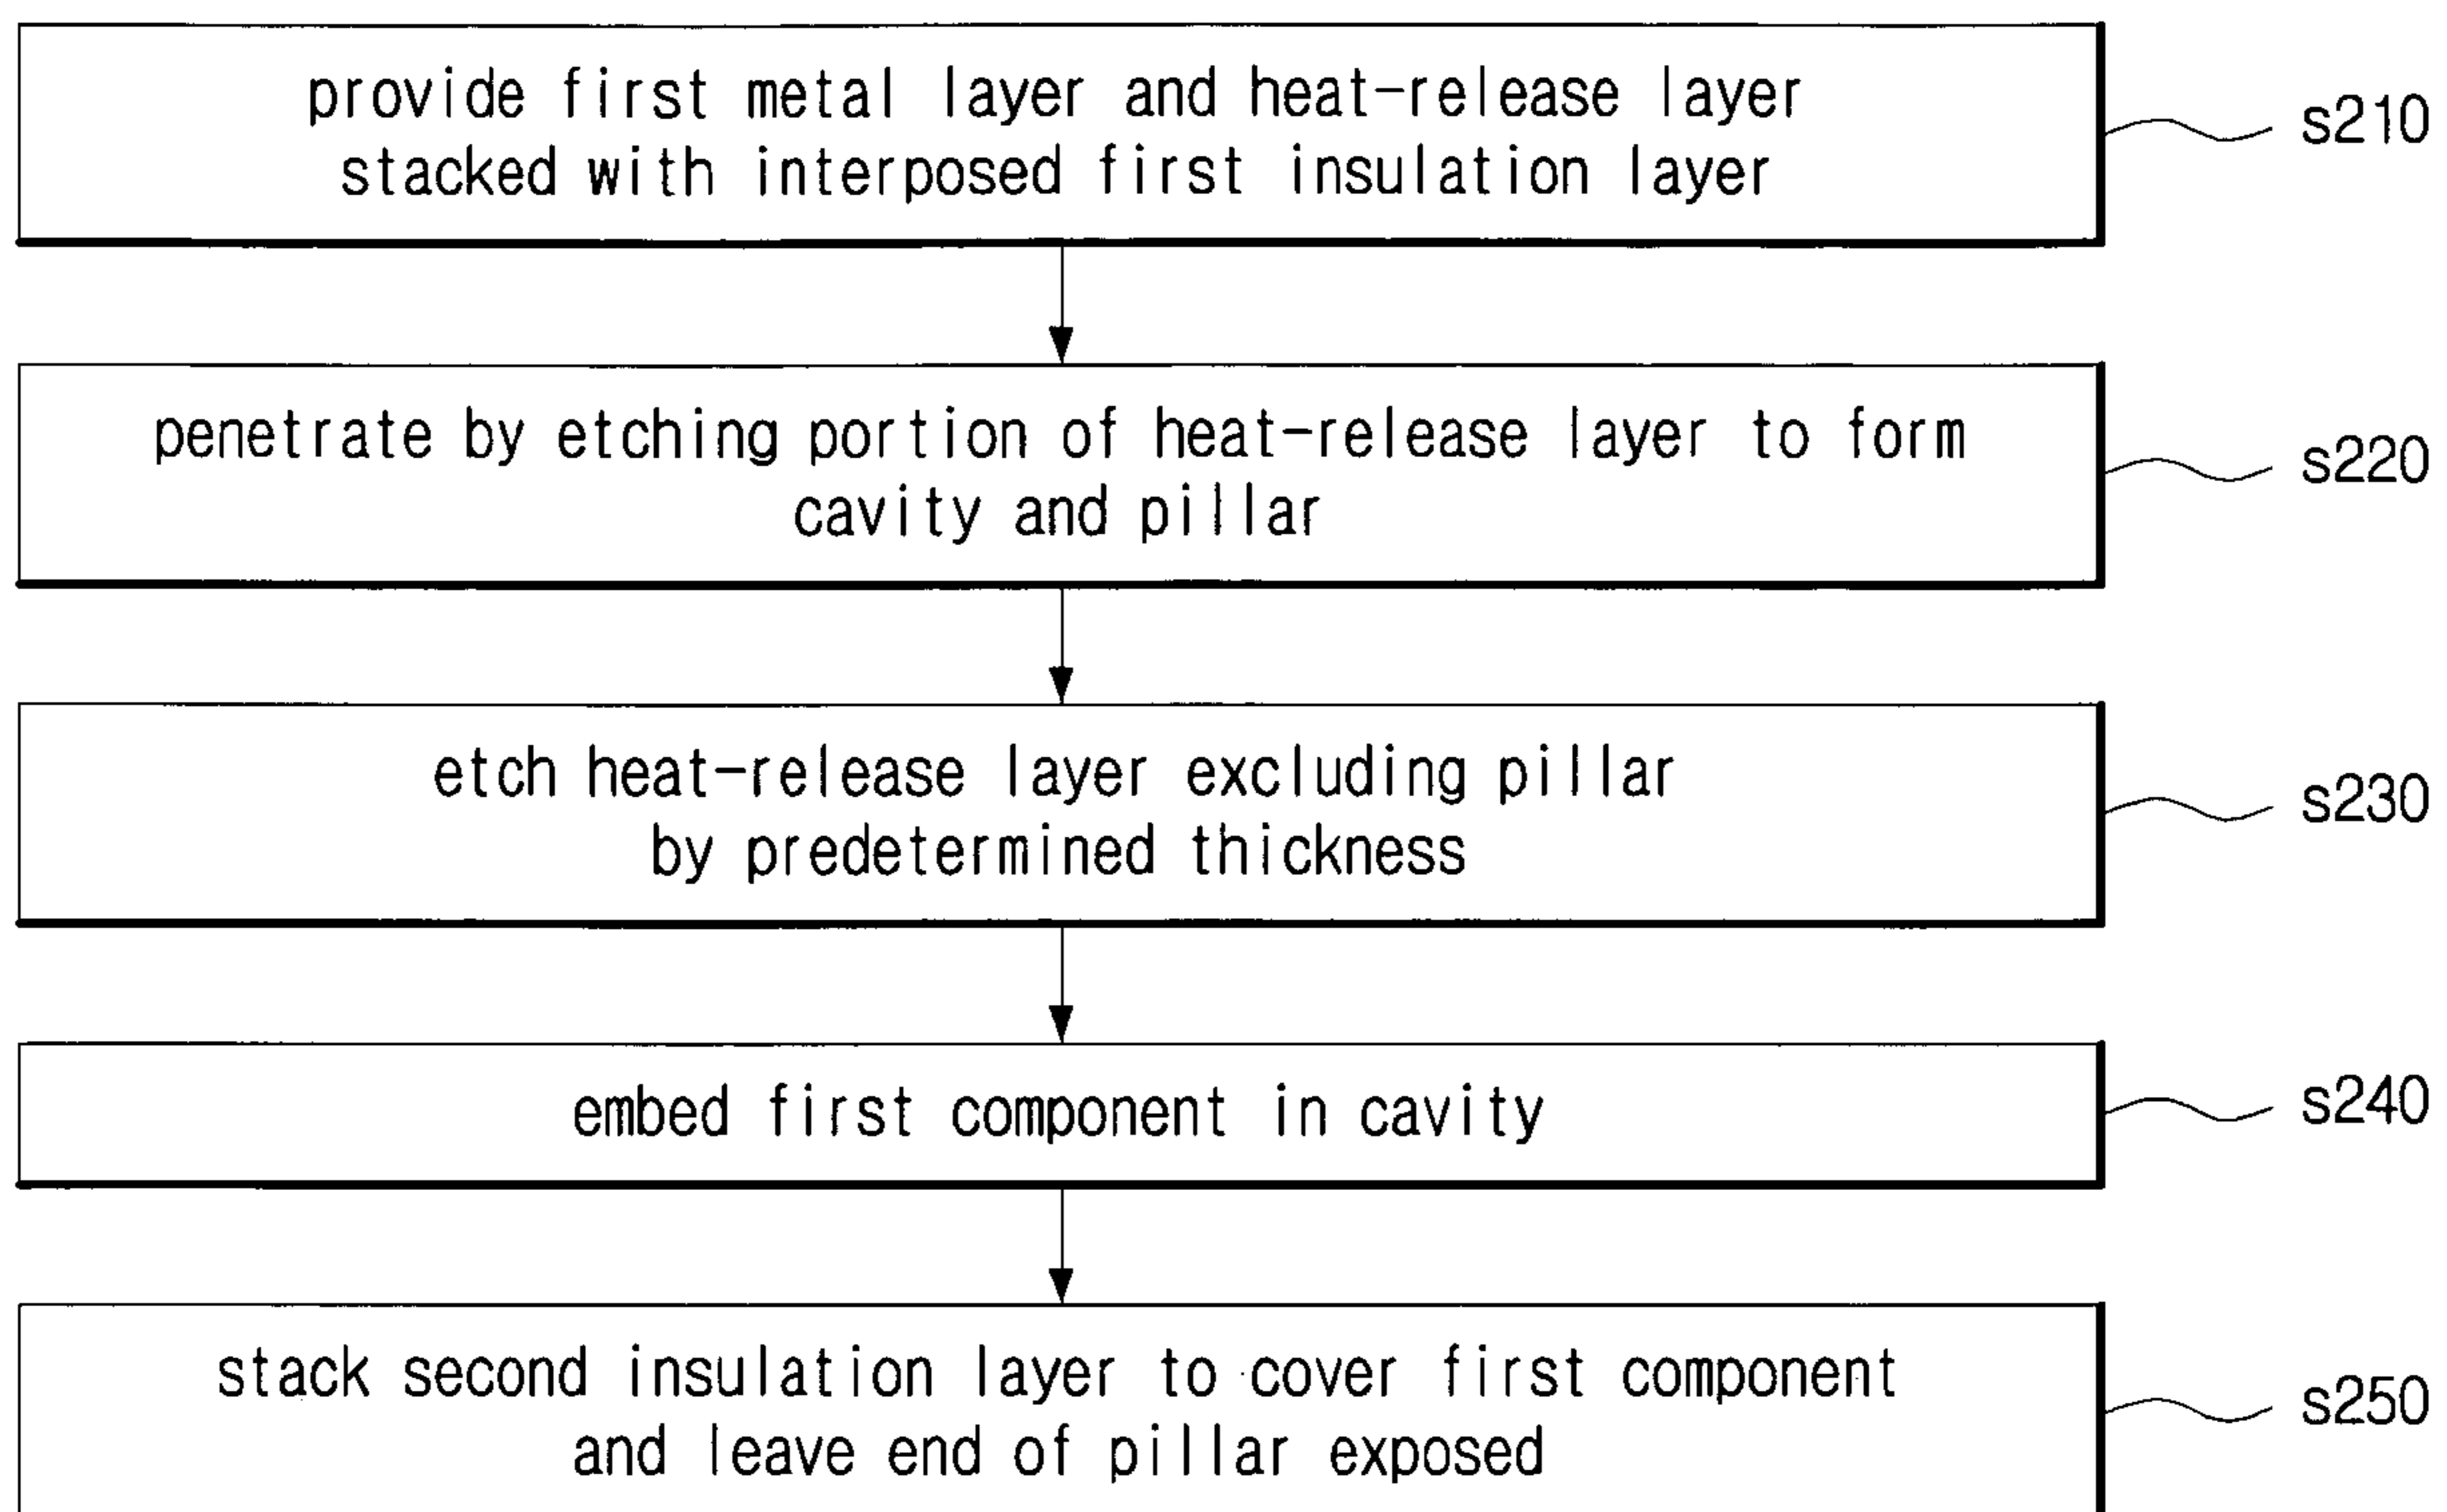 provide first metal layer and heat-release layer
stacked with interposed first insulation layer
s210
penetrate by etching portion of heat-release layer to form
cavity and pillar
s220
etch heat-release layer excluding pillar
by predetermined thickness
s230
embed first component in cavity
s240
stack second insulation layer to cover first component
and leave end of pillar exposed
s250